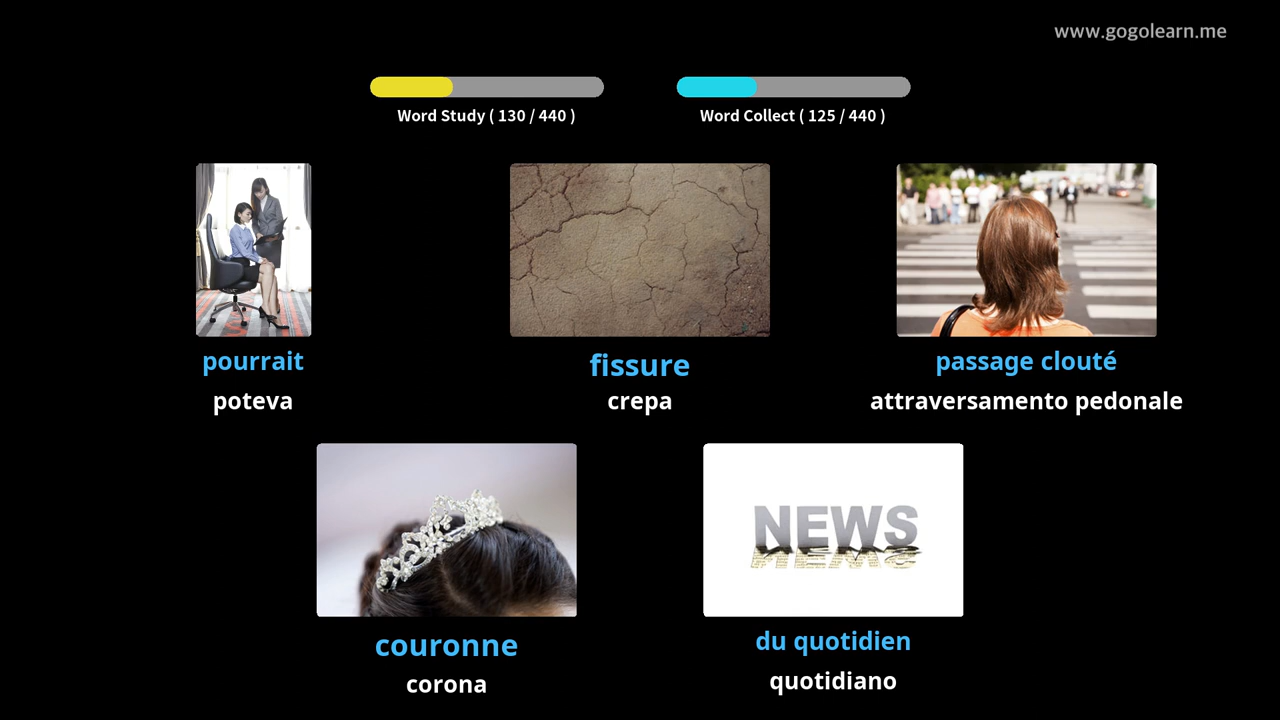 www.gogolearn.me
Word Study ( 130 / 440 )
Word Collect ( 125 / 440 )
pourrait
poteva
fissure
crepa
passage clouté
attraversamento pedonale
NEWS
couronne
corona
du quotidien
quotidiano